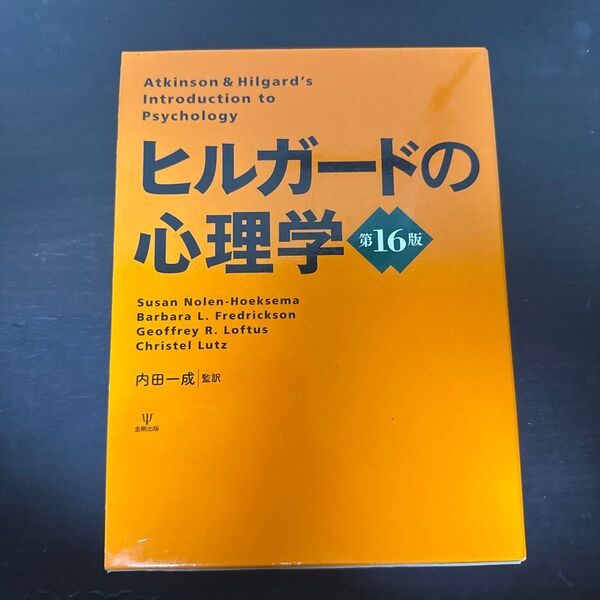 Atkinson & Hilgard's
Introduction to
Psychology
ヒルガードの
心理学
第16版
Susan Nolen-Hoeksema
Barbara L. Fredrickson
Geoffrey R. Loftus
Christel Lutz
内田一成|監訳
金剛出版